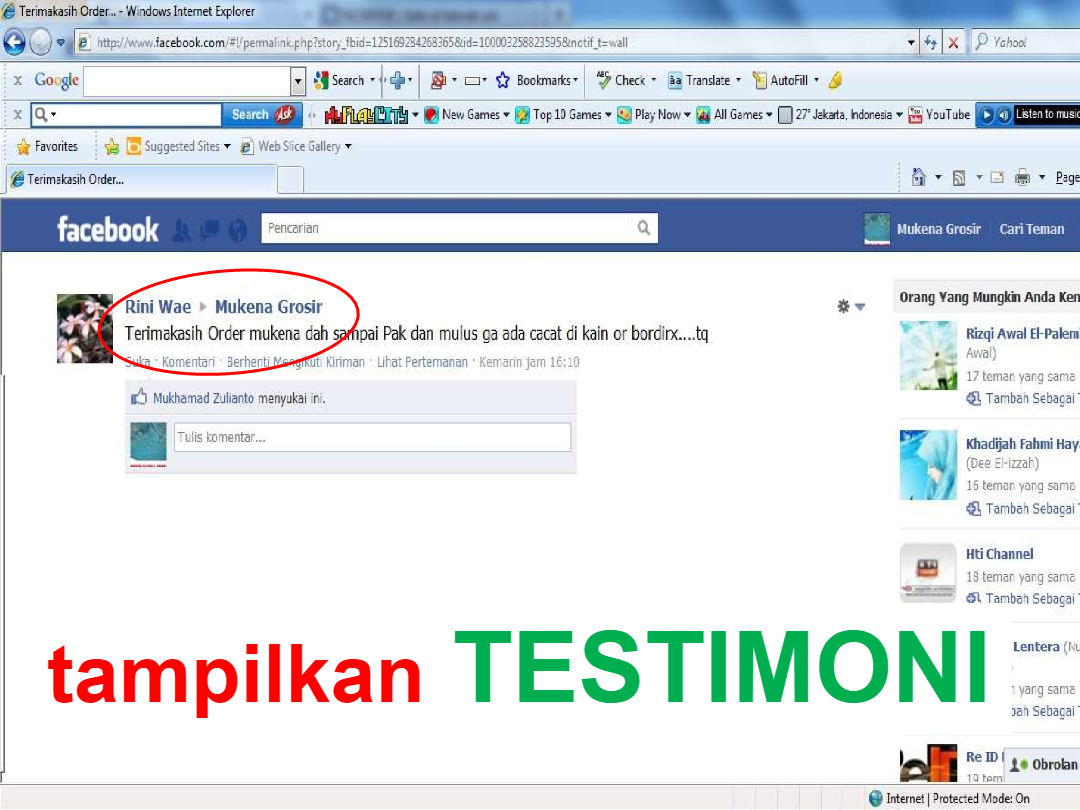 Terimakasih Order... - Windows Internet Explorer
http://www.facebook.com/#!/permalink.php?story_fbid=125169284268365&id=100003258823595&notif_t=wall
Yahoo!
x Google Search Bookmarks Check Translate AutoFill
x Search Ask MyPlayCity New Games Top 10 Games Play Now All Games 27° Jakarta, Indonesia YouTube Listen to music
Favorites Suggested Sites Web Slice Gallery
Terimakasih Order...
Page
facebook Pencarian Mukena Grosir Cari Teman
Rini Wae Mukena Grosir
Terimakasih Order mukena dah sampai Pak dan mulus ga ada cacat di kain or bordirx....tq
Suka · Komentari · Berhenti Mengikuti Kiriman · Lihat Pertemanan · Kemarin jam 16:10
Mukhamad Zulianto menyukai ini.
Tulis komentar...
Orang Yang Mungkin Anda Ken
Rizqi Awal El-Palem
Awal)
17 teman yang sama
Tambah Sebagai T
Khadijah Fahmi Hay
(Dee El-izzah)
16 teman yang sama
Tambah Sebagai T
Hti Channel
18 teman yang sama
Tambah Sebagai T
Lentera (Nu
yang sama
bah Sebagai T
Re ID
19 tem
Obrolan
tampilkan TESTIMONI
Internet | Protected Mode: On